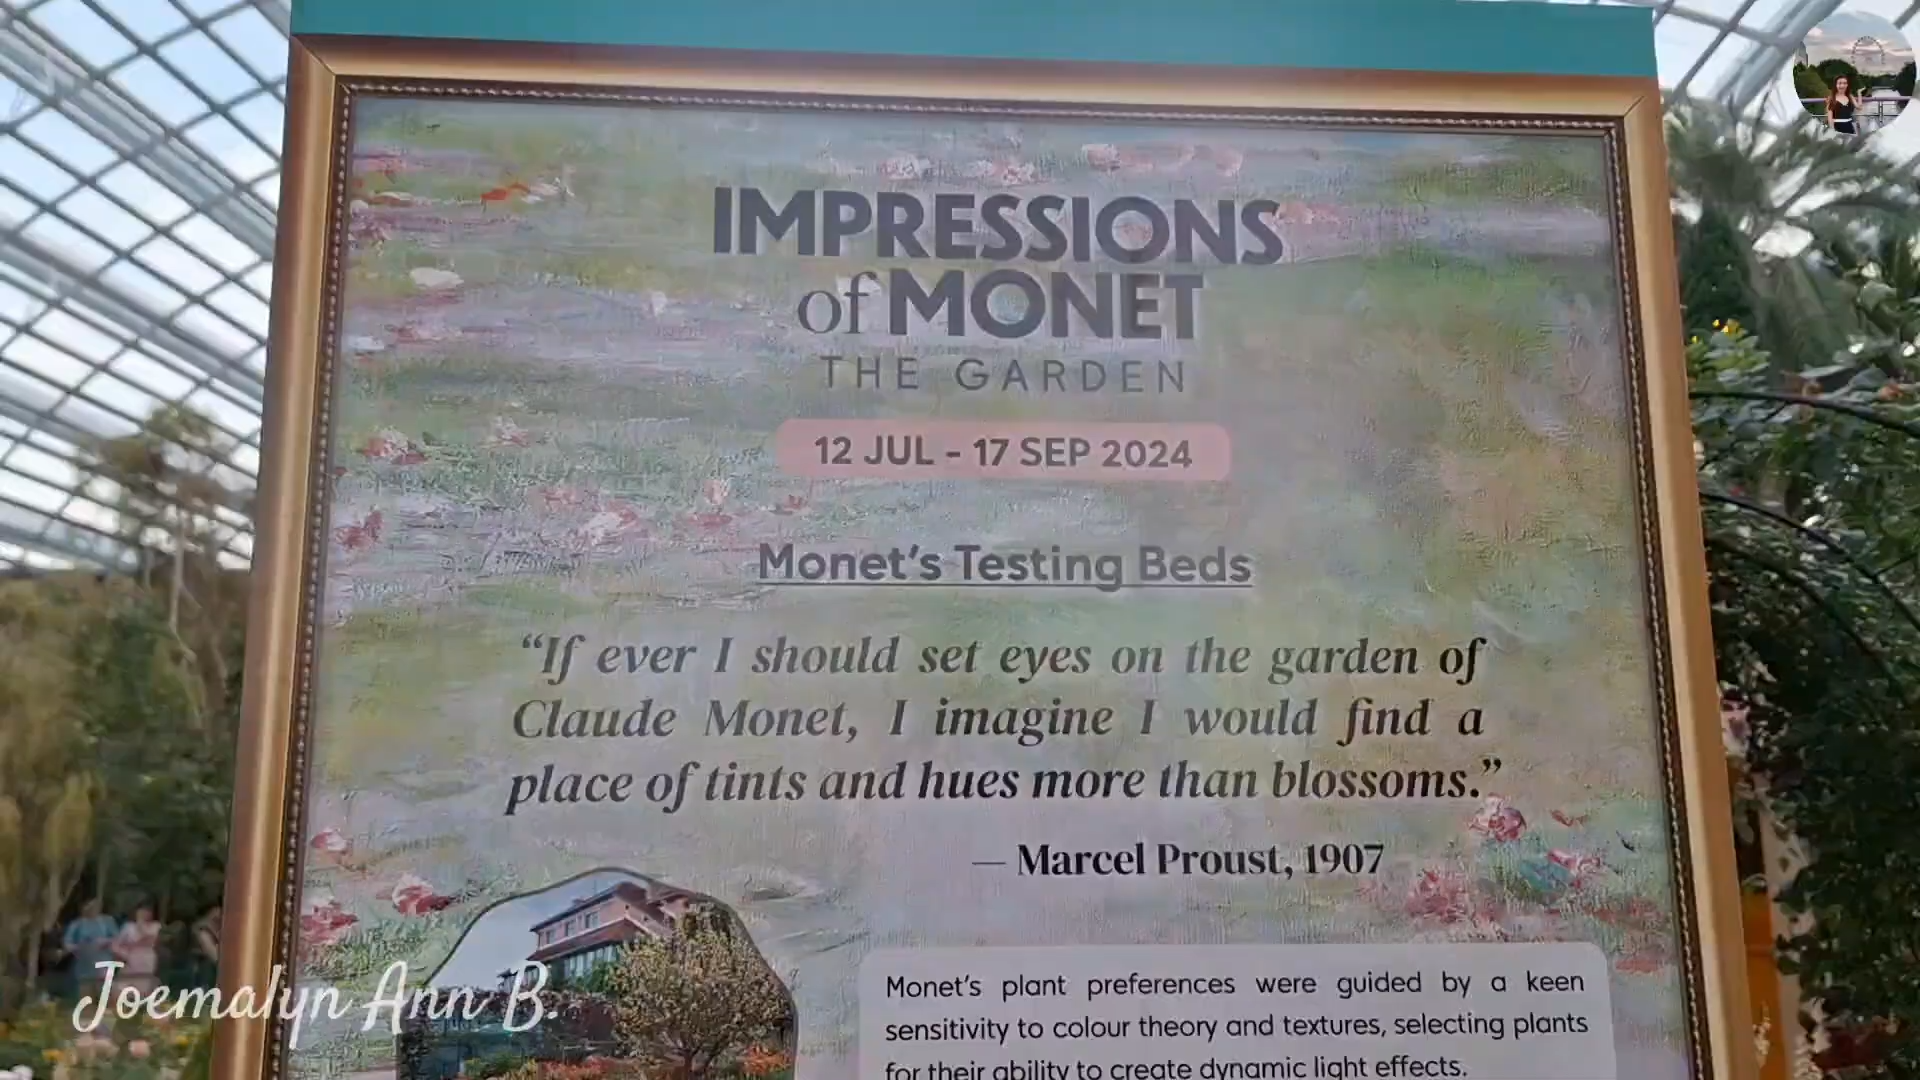 IMPRESSIONS
of MONET
THE GARDEN
12 JUL - 17 SEP 2024
Monet's Testing Beds
“If ever I should set eyes on the garden of
Claude Monet, I imagine I would find a
place of tints and hues more than blossoms.”
— Marcel Proust, 1907
Monet's plant preferences were guided by a keen
sensitivity to colour theory and textures, selecting plants
for their ability to create dynamic light effects.
Joemalyn Ann B.